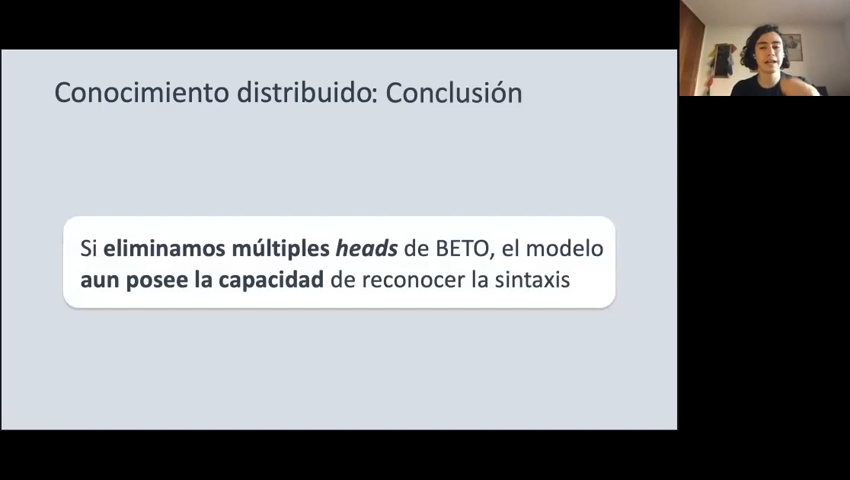 Conocimiento distribuido: Conclusión
Si eliminamos múltiples heads de BETO, el modelo
aun posee la capacidad de reconocer la sintaxis